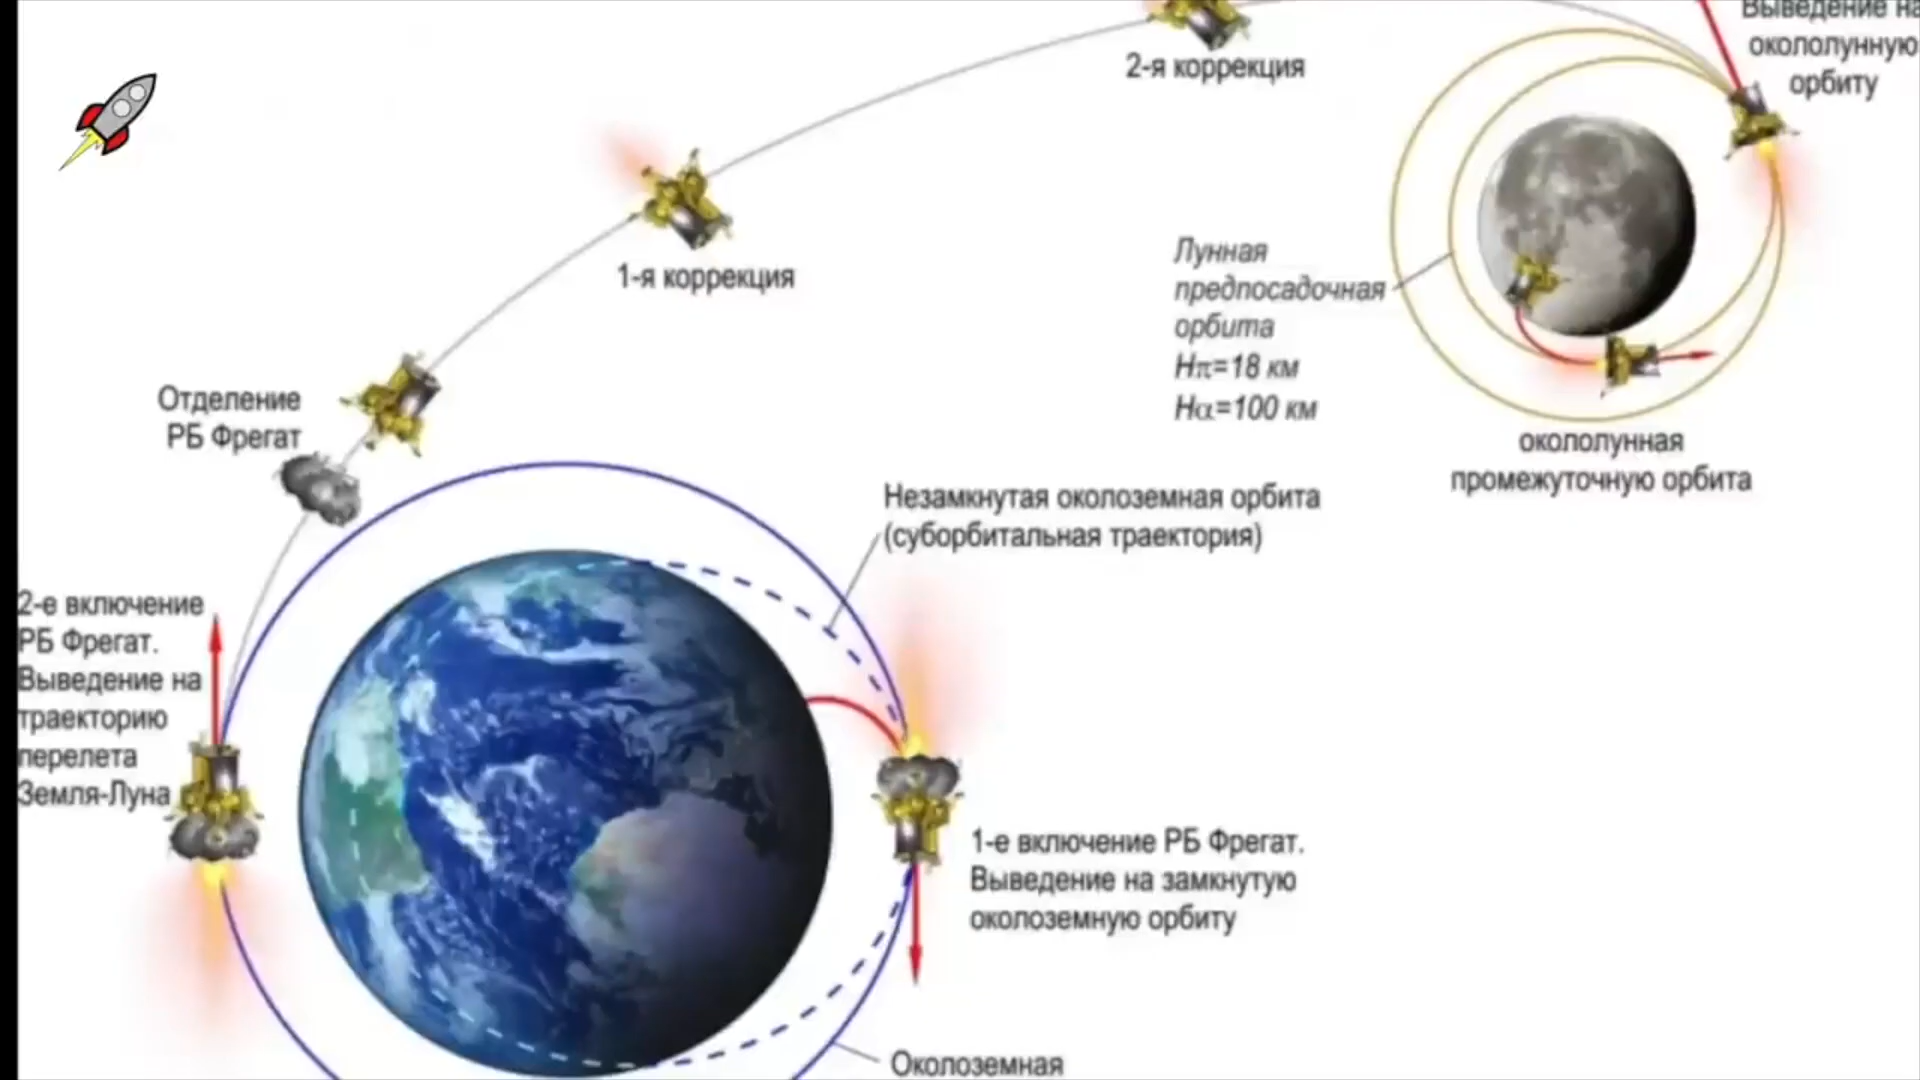 Выведение на
окололунную
орбиту
2-я коррекция
1-я коррекция
Лунная
предпосадочная
орбита
Hπ=18 км
Hα=100 км
окололунная
промежуточную орбита
Отделение
РБ Фрегат
Незамкнутая околоземная орбита
(суборбитальная траектория)
2-е включение
РБ Фрегат.
Выведение на
траекторию
перелета
Земля-Луна
1-е включение РБ Фрегат.
Выведение на замкнутую
околоземную орбиту
Околоземная